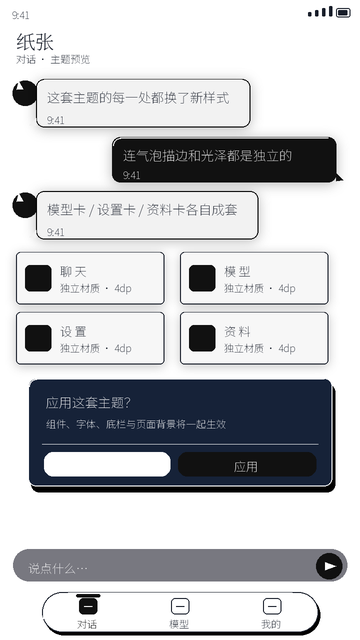 9:41
纸张
对话 · 主题预览
这套主题的每一处都换了新样式
9:41
连气泡描边和光泽都是独立的
9:41
模型卡 / 设置卡 / 资料卡各自成套
9:41
聊天
独立材质 · 4dp
模型
独立材质 · 4dp
设置
独立材质 · 4dp
资料
独立材质 · 4dp
应用这套主题?
组件、字体、底栏与页面背景将一起生效
应用
说点什么…
对话
模型
我的